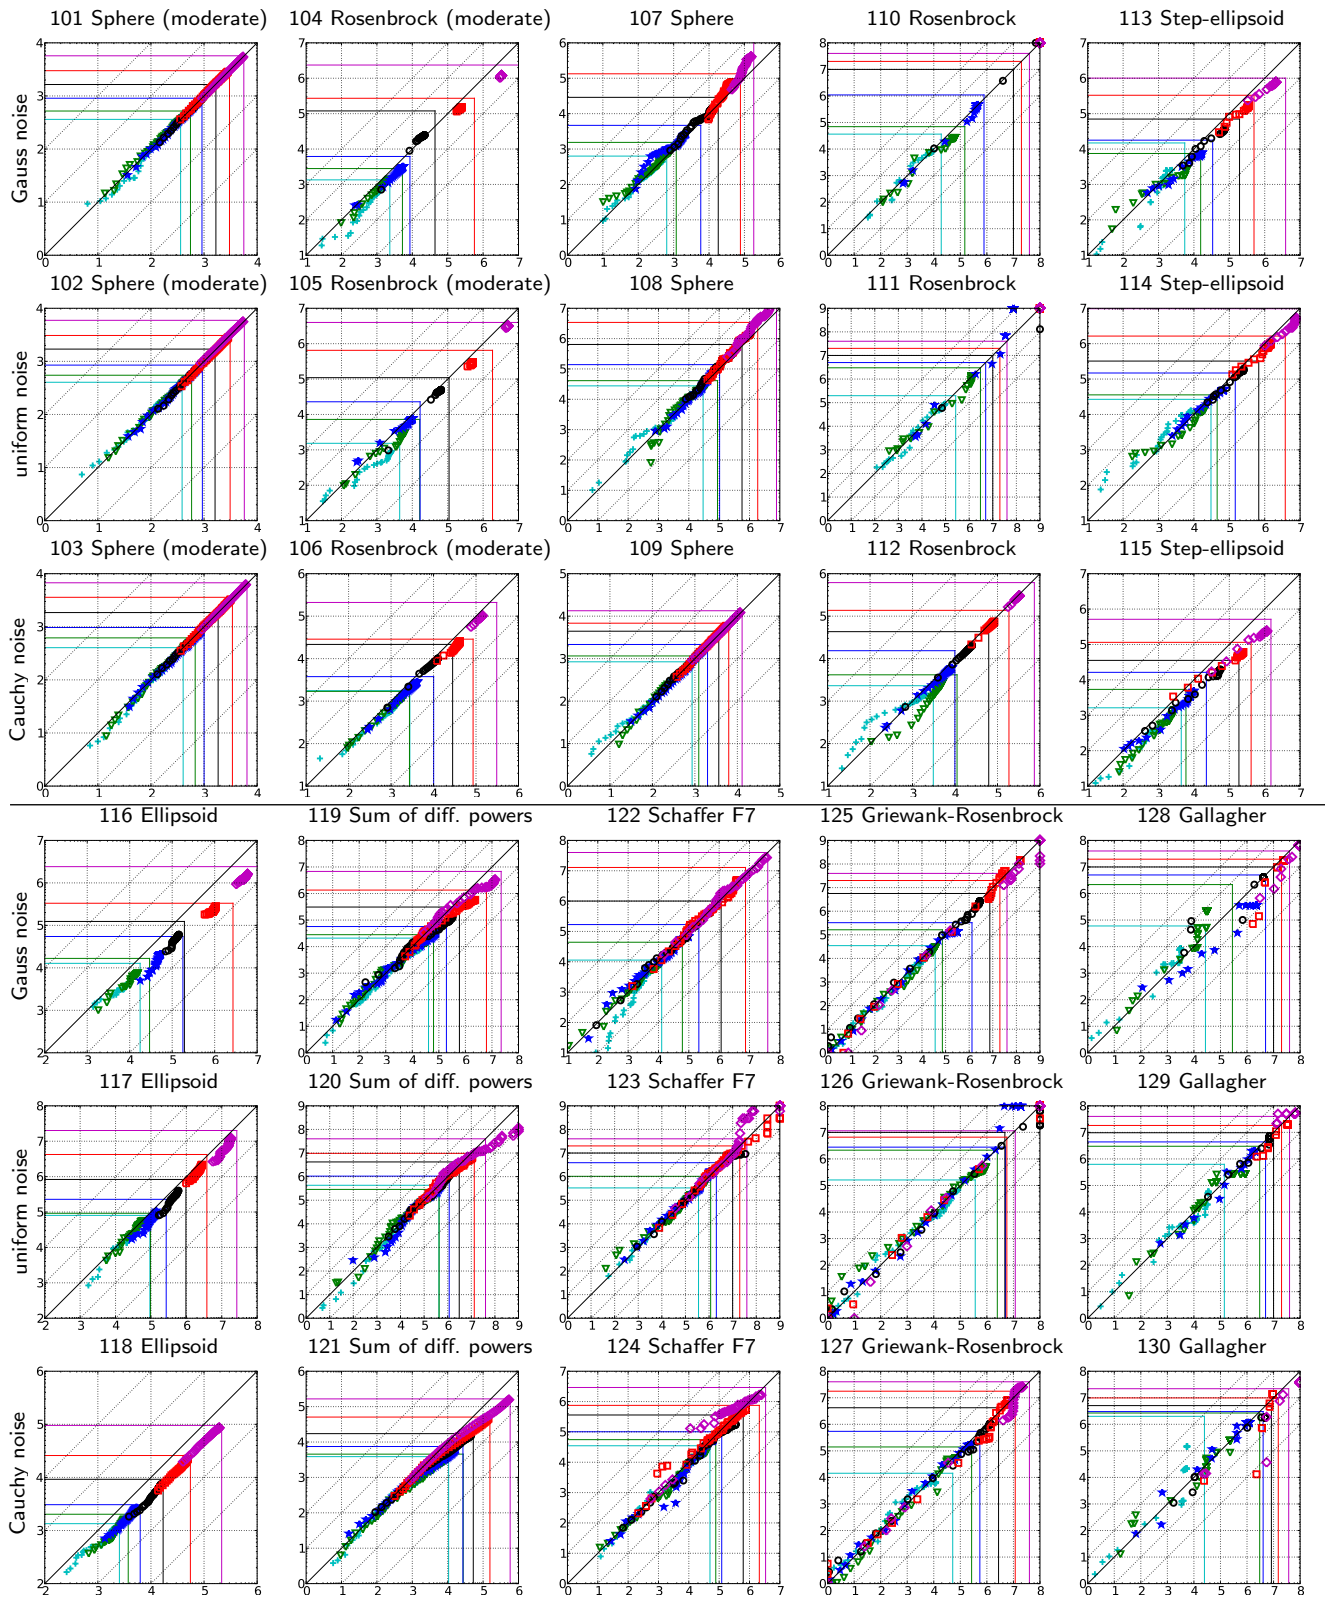 101 Sphere (moderate)
104 Rosenbrock (moderate)
107 Sphere
110 Rosenbrock
113 Step-ellipsoid
Gauss noise
102 Sphere (moderate)
105 Rosenbrock (moderate)
108 Sphere
111 Rosenbrock
114 Step-ellipsoid
uniform noise
103 Sphere (moderate)
106 Rosenbrock (moderate)
109 Sphere
112 Rosenbrock
115 Step-ellipsoid
Cauchy noise
116 Ellipsoid
119 Sum of diff. powers
122 Schaffer F7
125 Griewank-Rosenbrock
128 Gallagher
Gauss noise
117 Ellipsoid
120 Sum of diff. powers
123 Schaffer F7
126 Griewank-Rosenbrock
129 Gallagher
uniform noise
118 Ellipsoid
121 Sum of diff. powers
124 Schaffer F7
127 Griewank-Rosenbrock
130 Gallagher
Cauchy noise